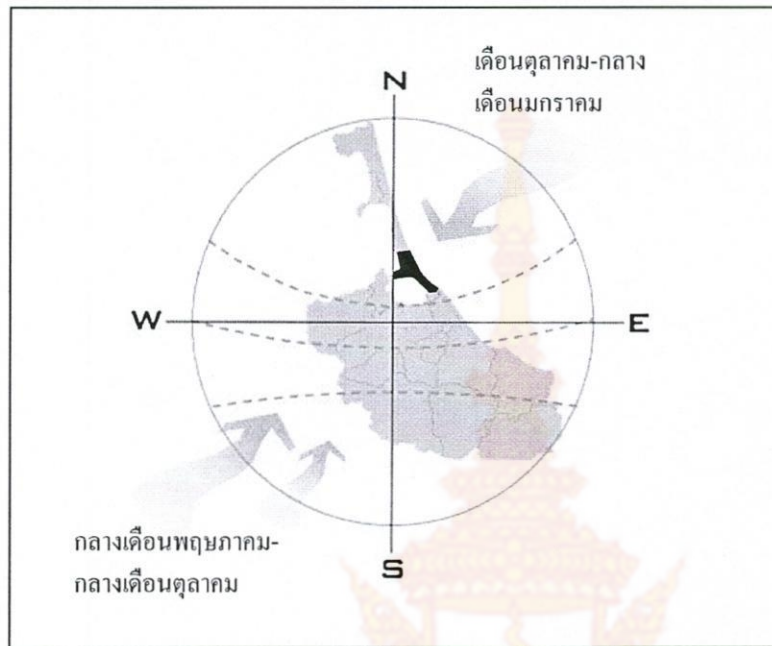 เดือนตุลาคม-กลาง
เดือนมกราคม
N
W
E
กลางเดือนพฤษภาคม-
กลางเดือนตุลาคม
S